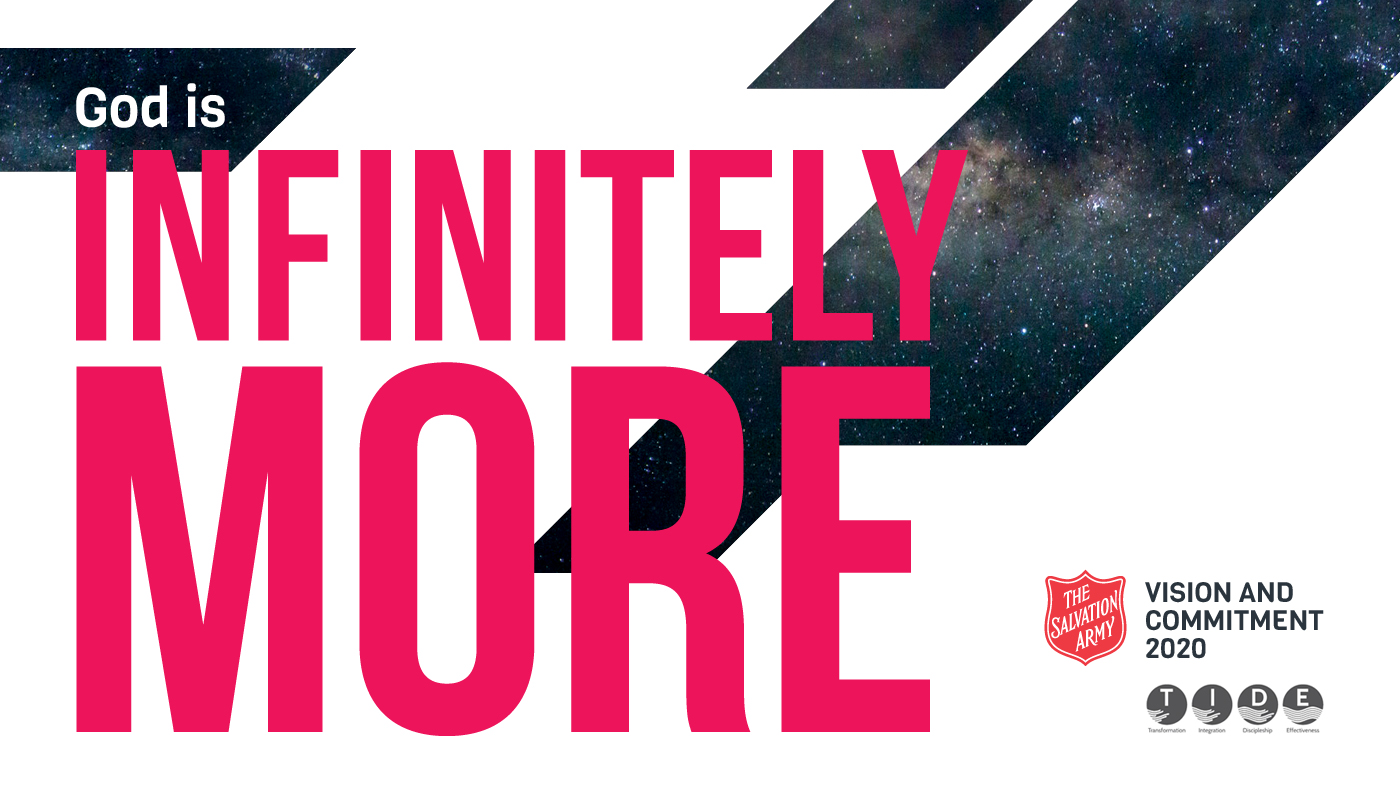 God is
INFINITELY
MORE
THE
SALVATION
ARMY
VISION AND
COMMITMENT
2020
T I D E
Transformation Integration Discipleship Effectiveness